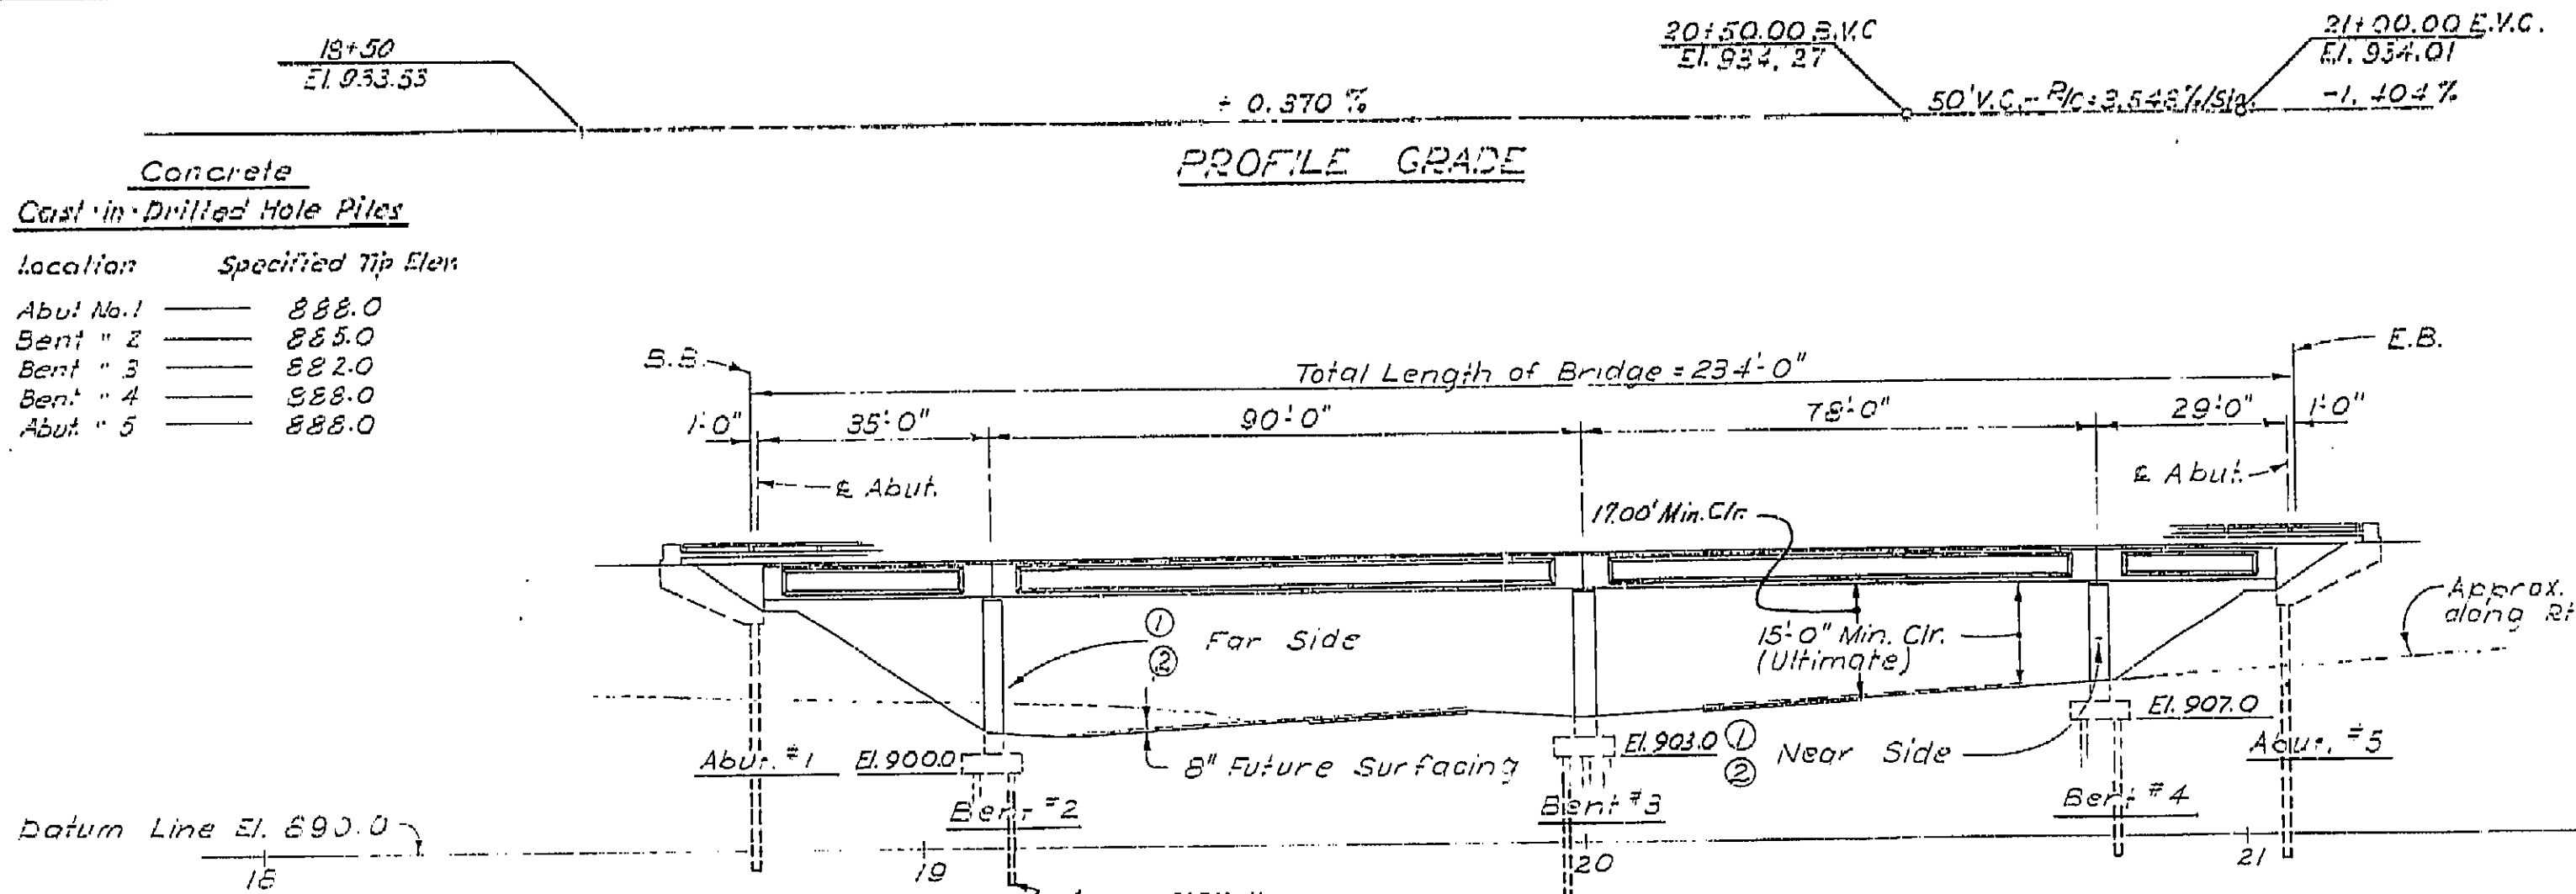 18+50
El. 933.53
+ 0.370 %
20+50.00 B.V.C
El. 934.27
50' V.C. - R/C = 3.548%/Sta.
21+00.00 E.V.C.
El. 934.01
-1.404 %
PROFILE GRADE
Concrete
Cast-in-Drilled Hole Piles
Location Specified Tip Elev
Abut No. 1 888.0
Bent " 2 885.0
Bent " 3 882.0
Bent " 4 888.0
Abut. " 5 888.0
B.B.
Total Length of Bridge = 234'-0"
E.B.
1'-0" 35'-0" 90'-0" 78'-0" 29'-0" 1'-0"
℄ Abut.
℄ Abut.
17.00' Min. Clr.
① Far Side
②
15'-0" Min. Clr.
(Ultimate)
Approx.
along Rt
Abut. #1
El. 900.0
8" Future Surfacing
El. 903.0
① Near Side
②
El. 907.0
Abut. #5
Bent #2
Bent #3
Bent #4
Datum Line El. 890.0
18 19 20 21